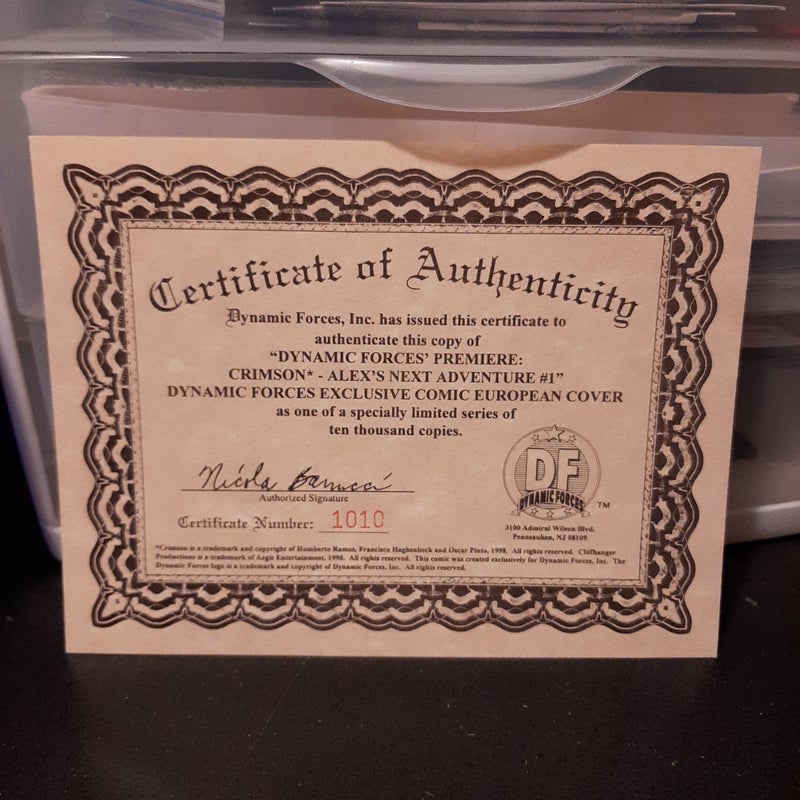 Certificate of Authenticity
Dynamic Forces, Inc. has issued this certificate to
authenticate this copy of
"DYNAMIC FORCES' PREMIERE:
CRIMSON* - ALEX'S NEXT ADVENTURE #1"
DYNAMIC FORCES EXCLUSIVE COMIC EUROPEAN COVER
as one of a specially limited series of
ten thousand copies.
Nicola
Authorized Signature
Certificate Number: 1010
DF
DYNAMIC FORCES
TM
3100 Admiral Wilson Blvd.
Pennsauken, NJ 08109
*Crimson is a trademark and copyright of Humberto Ramos, Francisco Haghenbeck and Oscar Pinto, 1998. All rights reserved. Cliffhanger
Productions is a trademark of Aegis Entertainment, 1998. All rights reserved. This comic was created exclusively for Dynamic Forces, Inc. The
Dynamic Forces logo is a trademark and copyright of Dynamic Forces, Inc. All rights reserved.